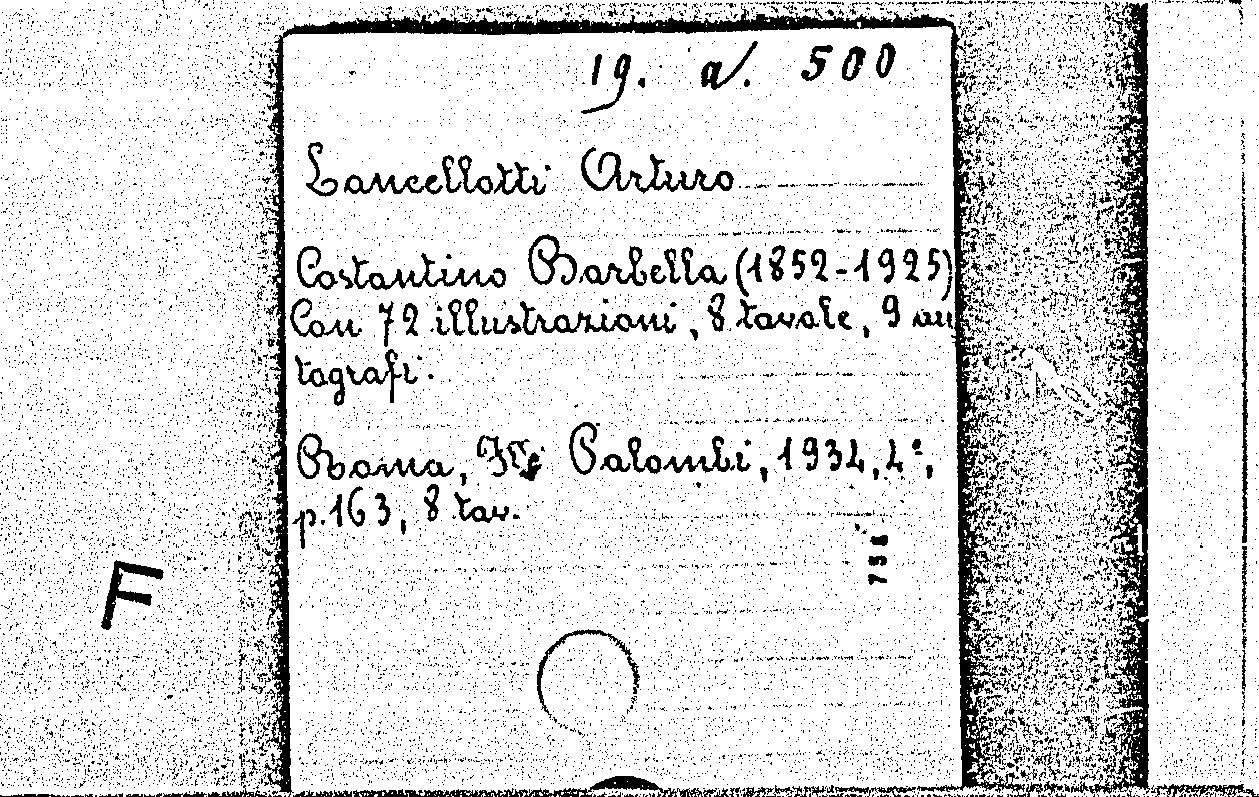 19. a. 500
Lancellotti Arturo
Costantino Barbella (1852-1925)
Con 72 illustrazioni, 8 tavole, 9 au
tografi.
Roma, Palombi, 1934, 4°,
p. 163, 8 tav.
756
F